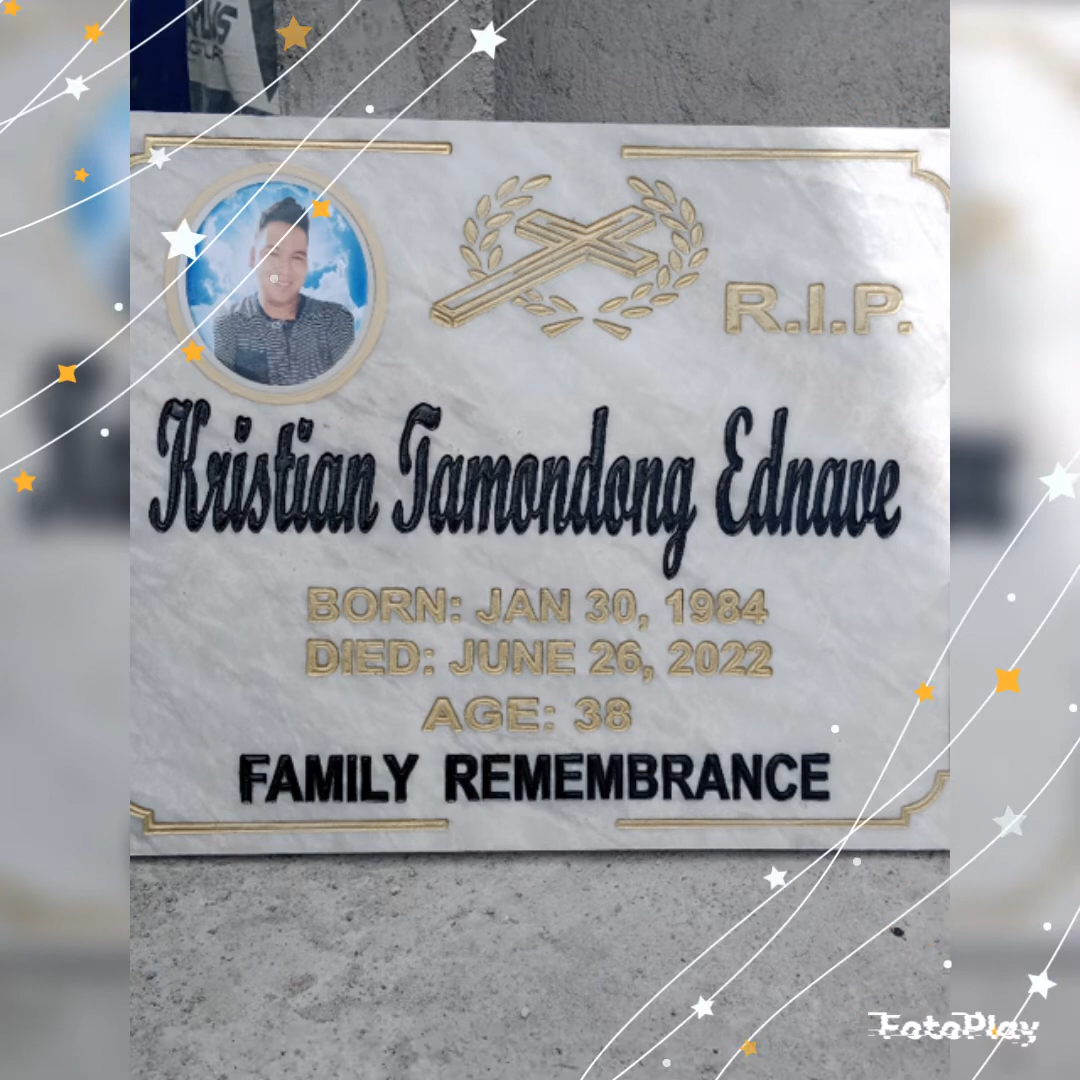 R.I.P.
Kristian Tamondong Ednave
BORN: JAN 30, 1984
DIED: JUNE 26, 2022
AGE: 38
FAMILY REMEMBRANCE
FotoPlay